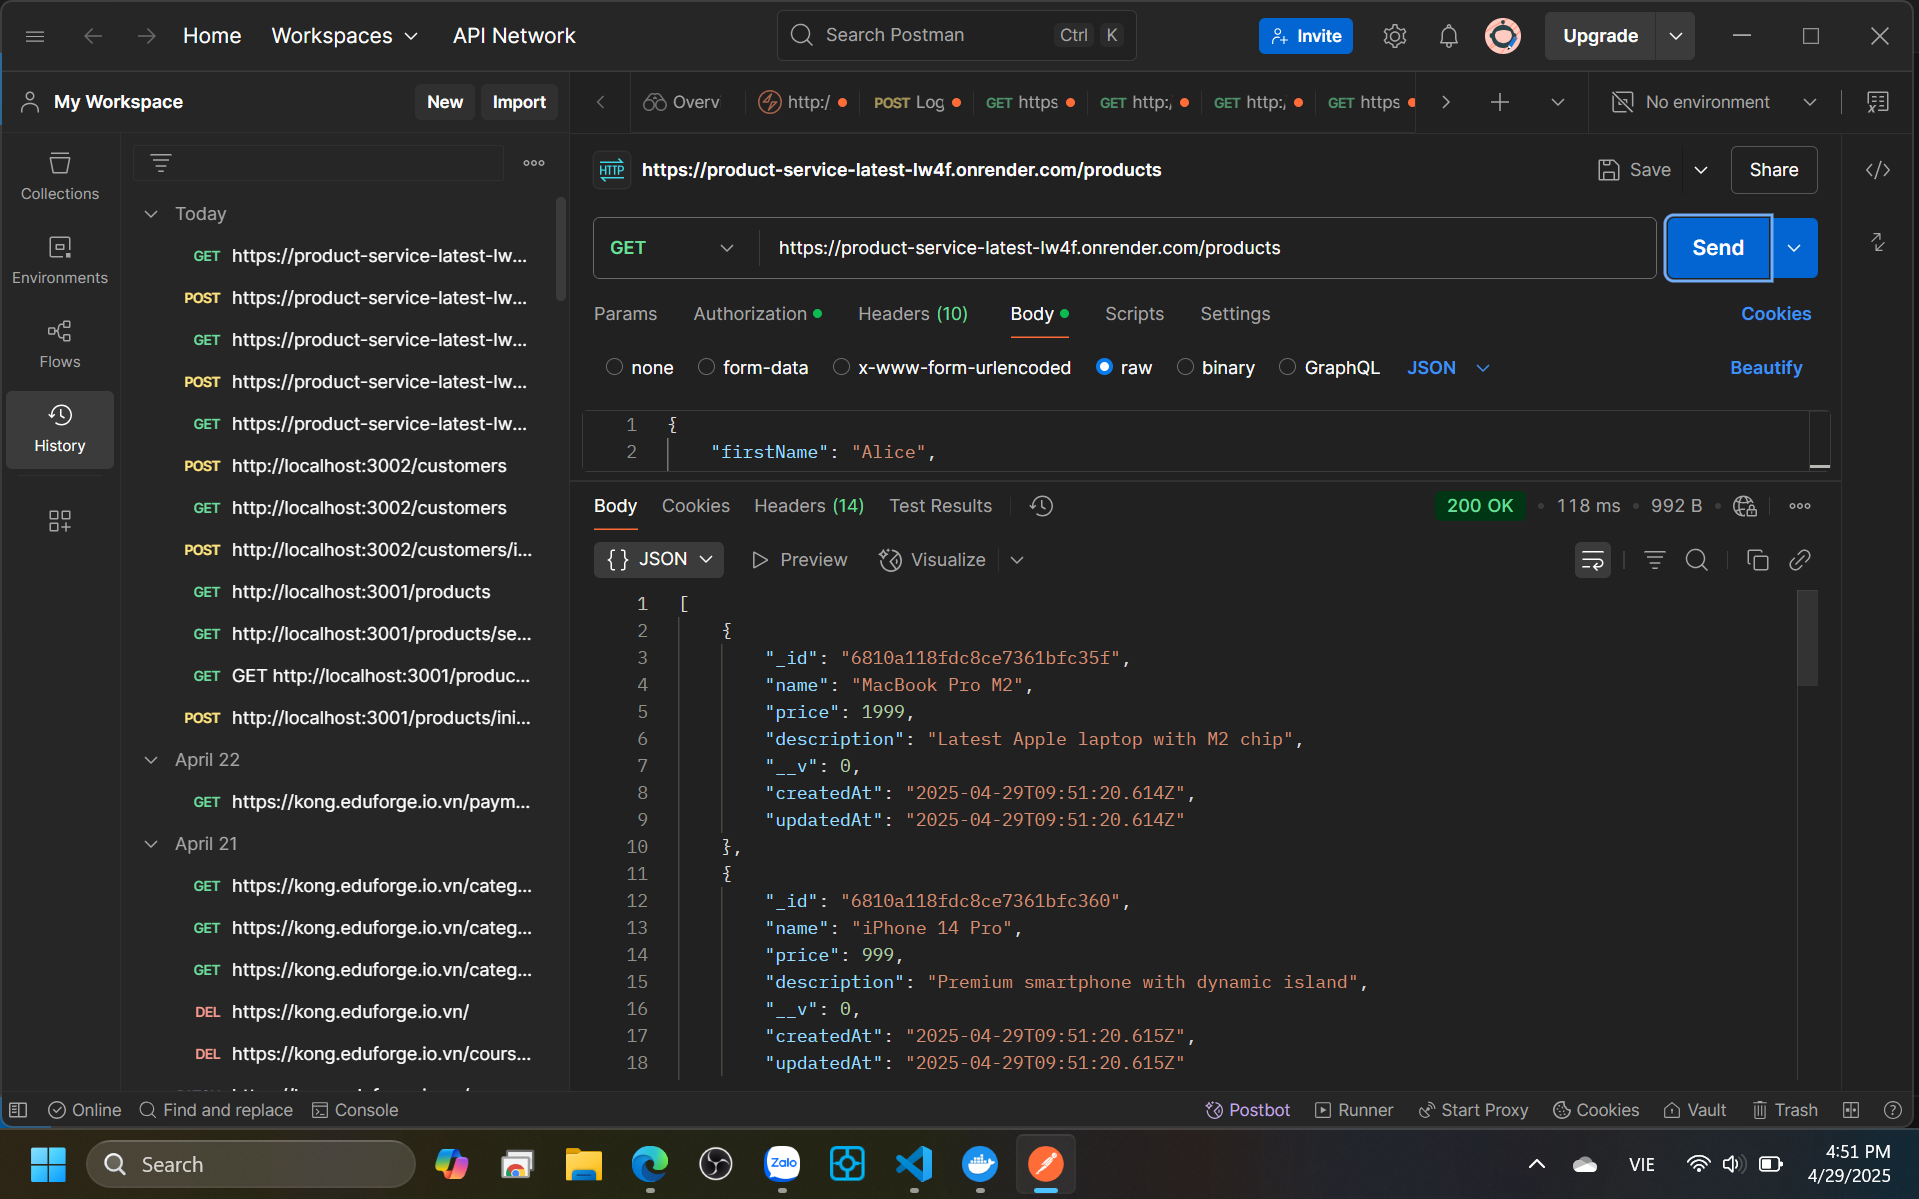 Home
Workspaces
API Network
Search Postman
Ctrl
K
Invite
Upgrade
My Workspace
New
Import
Overv
http:/
POST Log
GET https
GET http:/
GET http:/
GET https
No environment
Collections
Environments
Flows
History
Today
GET https://product-service-latest-lw...
POST https://product-service-latest-lw...
GET https://product-service-latest-lw...
POST https://product-service-latest-lw...
GET https://product-service-latest-lw...
POST http://localhost:3002/customers
GET http://localhost:3002/customers
POST http://localhost:3002/customers/i...
GET http://localhost:3001/products
GET http://localhost:3001/products/se...
GET GET http://localhost:3001/produc...
POST http://localhost:3001/products/ini...
April 22
GET https://kong.eduforge.io.vn/paym...
April 21
GET https://kong.eduforge.io.vn/categ...
GET https://kong.eduforge.io.vn/categ...
GET https://kong.eduforge.io.vn/categ...
DEL https://kong.eduforge.io.vn/
DEL https://kong.eduforge.io.vn/cours...
HTTP
https://product-service-latest-lw4f.onrender.com/products
Save
Share
GET
https://product-service-latest-lw4f.onrender.com/products
Send
Params
Authorization
Headers (10)
Body
Scripts
Settings
Cookies
none
form-data
x-www-form-urlencoded
raw
binary
GraphQL
JSON
Beautify
1 {
2 "firstName": "Alice",
Body
Cookies
Headers (14)
Test Results
200 OK
118 ms
992 B
{} JSON
Preview
Visualize
1 [
2 {
3 "_id": "6810a118fdc8ce7361bfc35f",
4 "name": "MacBook Pro M2",
5 "price": 1999,
6 "description": "Latest Apple laptop with M2 chip",
7 "__v": 0,
8 "createdAt": "2025-04-29T09:51:20.614Z",
9 "updatedAt": "2025-04-29T09:51:20.614Z"
10 },
11 {
12 "_id": "6810a118fdc8ce7361bfc360",
13 "name": "iPhone 14 Pro",
14 "price": 999,
15 "description": "Premium smartphone with dynamic island",
16 "__v": 0,
17 "createdAt": "2025-04-29T09:51:20.615Z",
18 "updatedAt": "2025-04-29T09:51:20.615Z"
Online
Find and replace
Console
Postbot
Runner
Start Proxy
Cookies
Vault
Trash
Search
Zalo
VIE
4:51 PM
4/29/2025